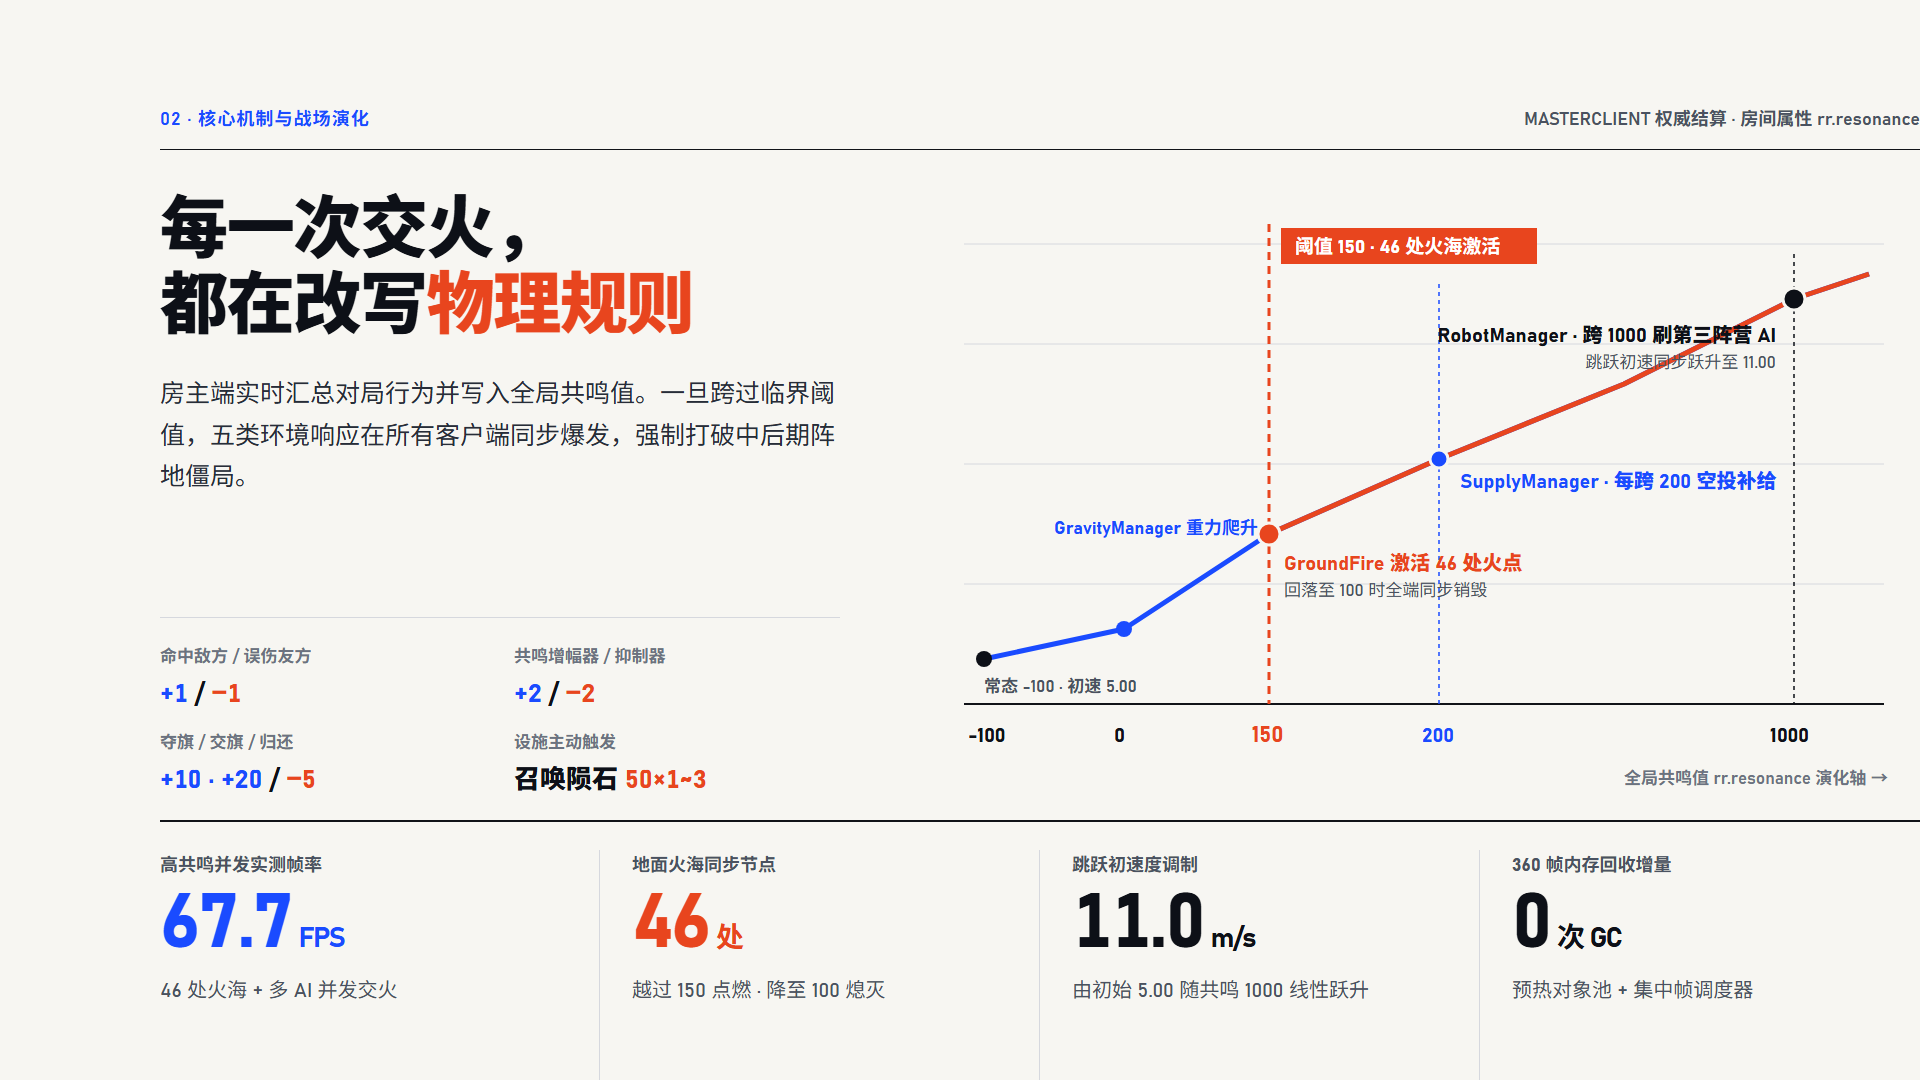 02 · 核心机制与战场演化
MASTERCLIENT 权威结算 · 房间属性 rr.resonance
每一次交火，
都在改写物理规则
房主端实时汇总对局行为并写入全局共鸣值。一旦跨过临界阈
值，五类环境响应在所有客户端同步爆发，强制打破中后期阵
地僵局。
命中敌方 / 误伤友方
+1 / −1
共鸣增幅器 / 抑制器
+2 / −2
夺旗 / 交旗 / 归还
+10 · +20 / −5
设施主动触发
召唤陨石 50×1~3
阈值 150 · 46 处火海激活
RobotManager · 跨 1000 刷第三阵营 AI
跳跃初速同步跃升至 11.00
SupplyManager · 每跨 200 空投补给
GravityManager 重力爬升
GroundFire 激活 46 处火点
回落至 100 时全端同步销毁
常态 -100 · 初速 5.00
-100
0
150
200
1000
全局共鸣值 rr.resonance 演化轴 →
高共鸣并发实测帧率
67.7 FPS
46 处火海 + 多 AI 并发交火
地面火海同步节点
46 处
越过 150 点燃 · 降至 100 熄灭
跳跃初速度调制
11.0 m/s
由初始 5.00 随共鸣 1000 线性跃升
360 帧内存回收增量
0 次 GC
预热对象池 + 集中帧调度器